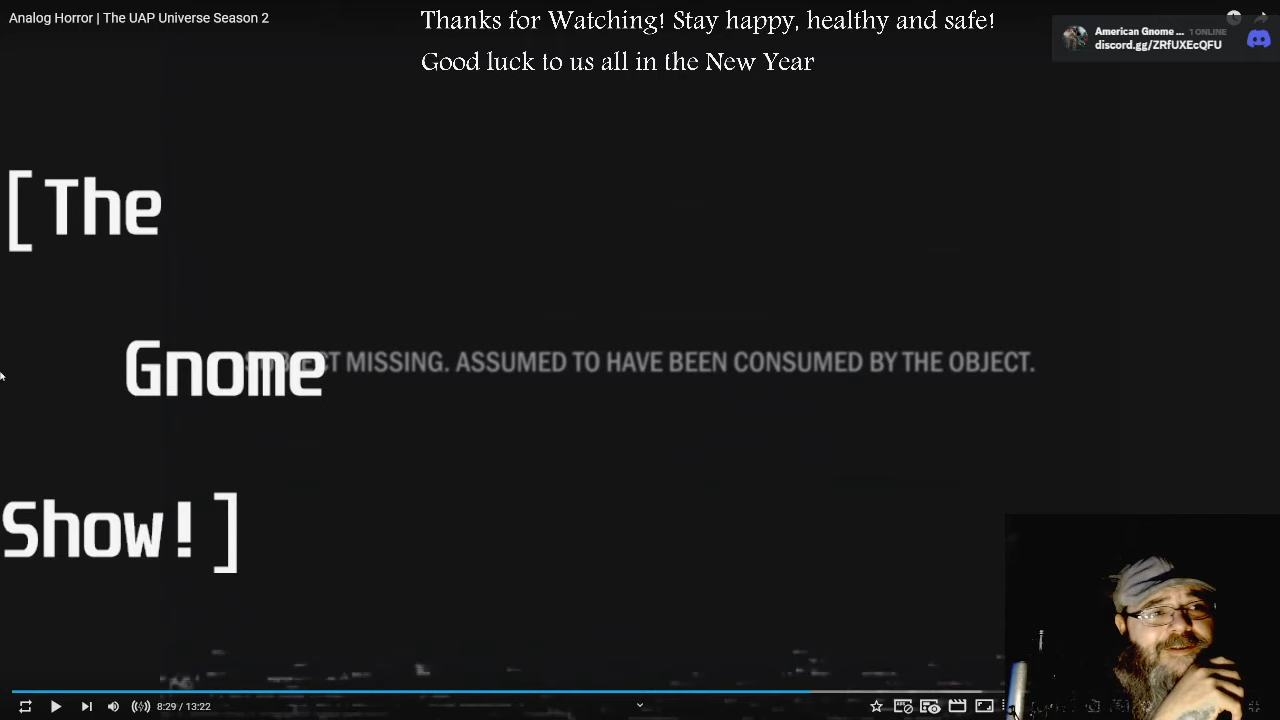 Analog Horror | The UAP Universe Season 2
Thanks for Watching! Stay happy, healthy and safe!
Good luck to us all in the New Year
American Gnome ... 1 ONLINE
discord.gg/ZRfUXEcQFU
[The
Gnome
Show!]
SUBJECT MISSING. ASSUMED TO HAVE BEEN CONSUMED BY THE OBJECT.
8:29 / 13:22